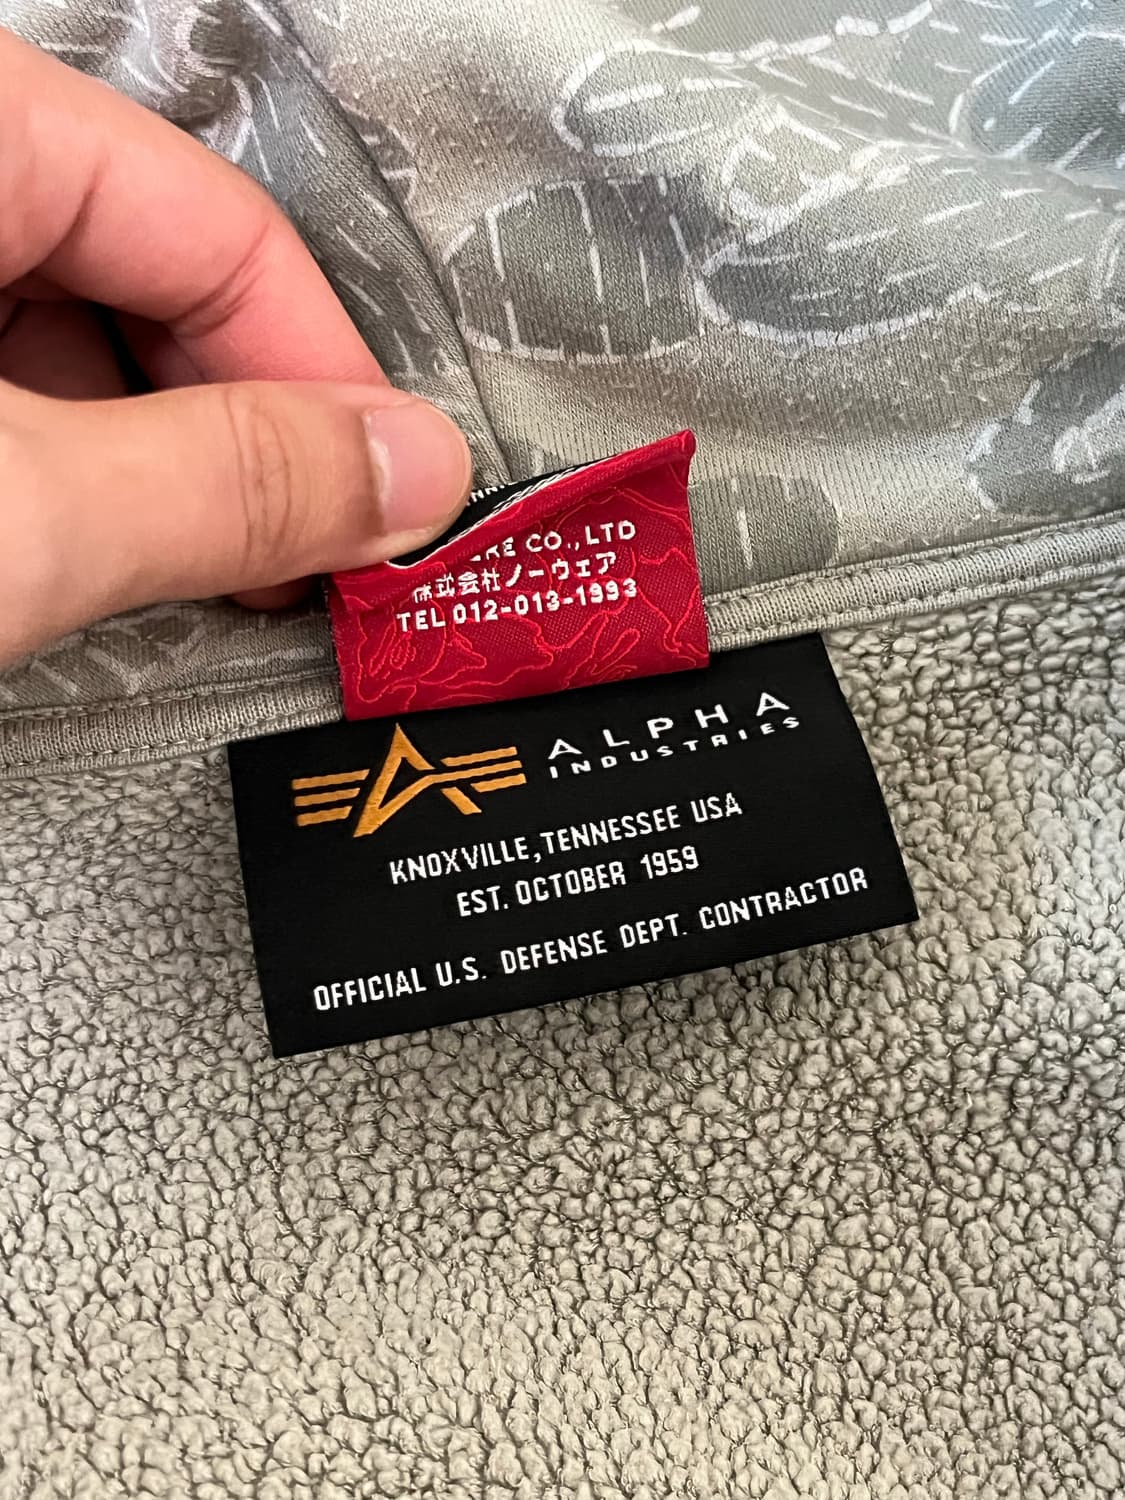 CO.,LTD
株式会社ノーウェア
TEL 012-013-1993
ALPHA
INDUSTRIES
KNOXVILLE,TENNESSEE USA
EST. OCTOBER 1959
OFFICIAL U.S. DEFENSE DEPT. CONTRACTOR